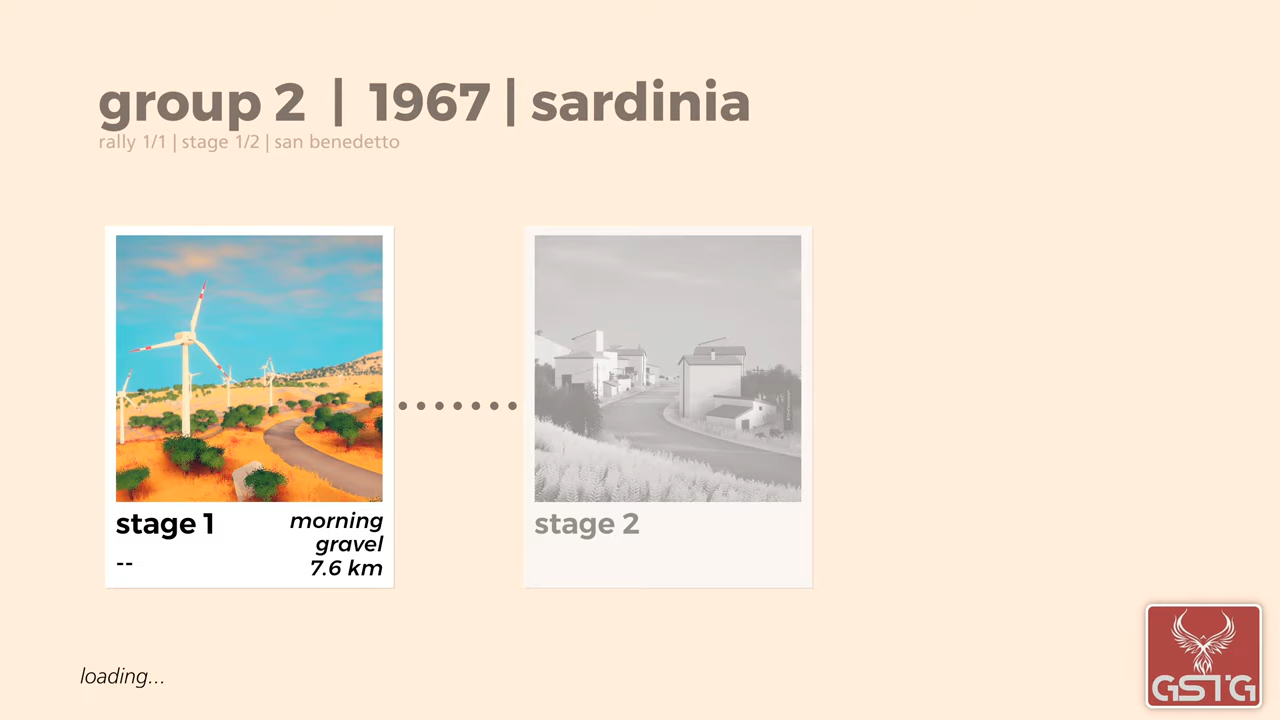 group 2 | 1967 | sardinia
rally 1/1 | stage 1/2 | san benedetto
stage 1
--
morning
gravel
7.6 km
stage 2
loading...
GSTG